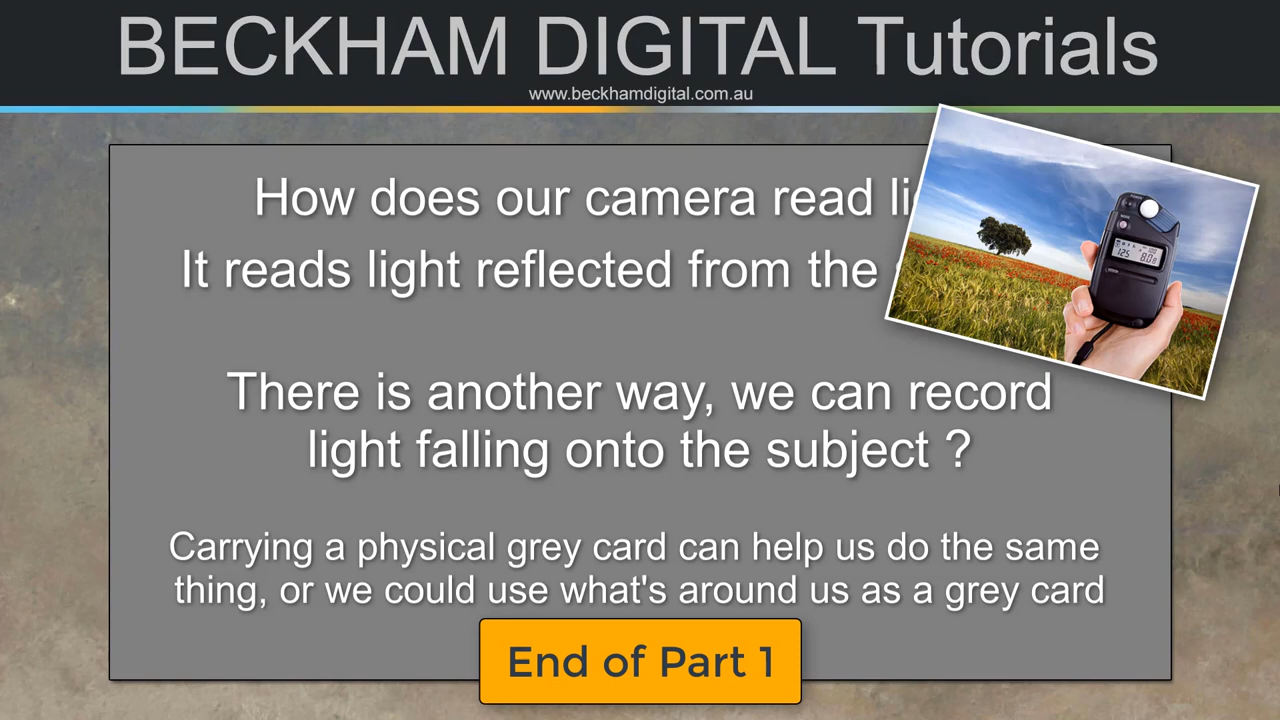 BECKHAM DIGITAL Tutorials
www.beckhamdigital.com.au
How does our camera read
It reads light reflected from the
There is another way, we can record
light falling onto the subject ?
Carrying a physical grey card can help us do the same
thing, or we could use what's around us as a grey card
End of Part 1
125 8.0